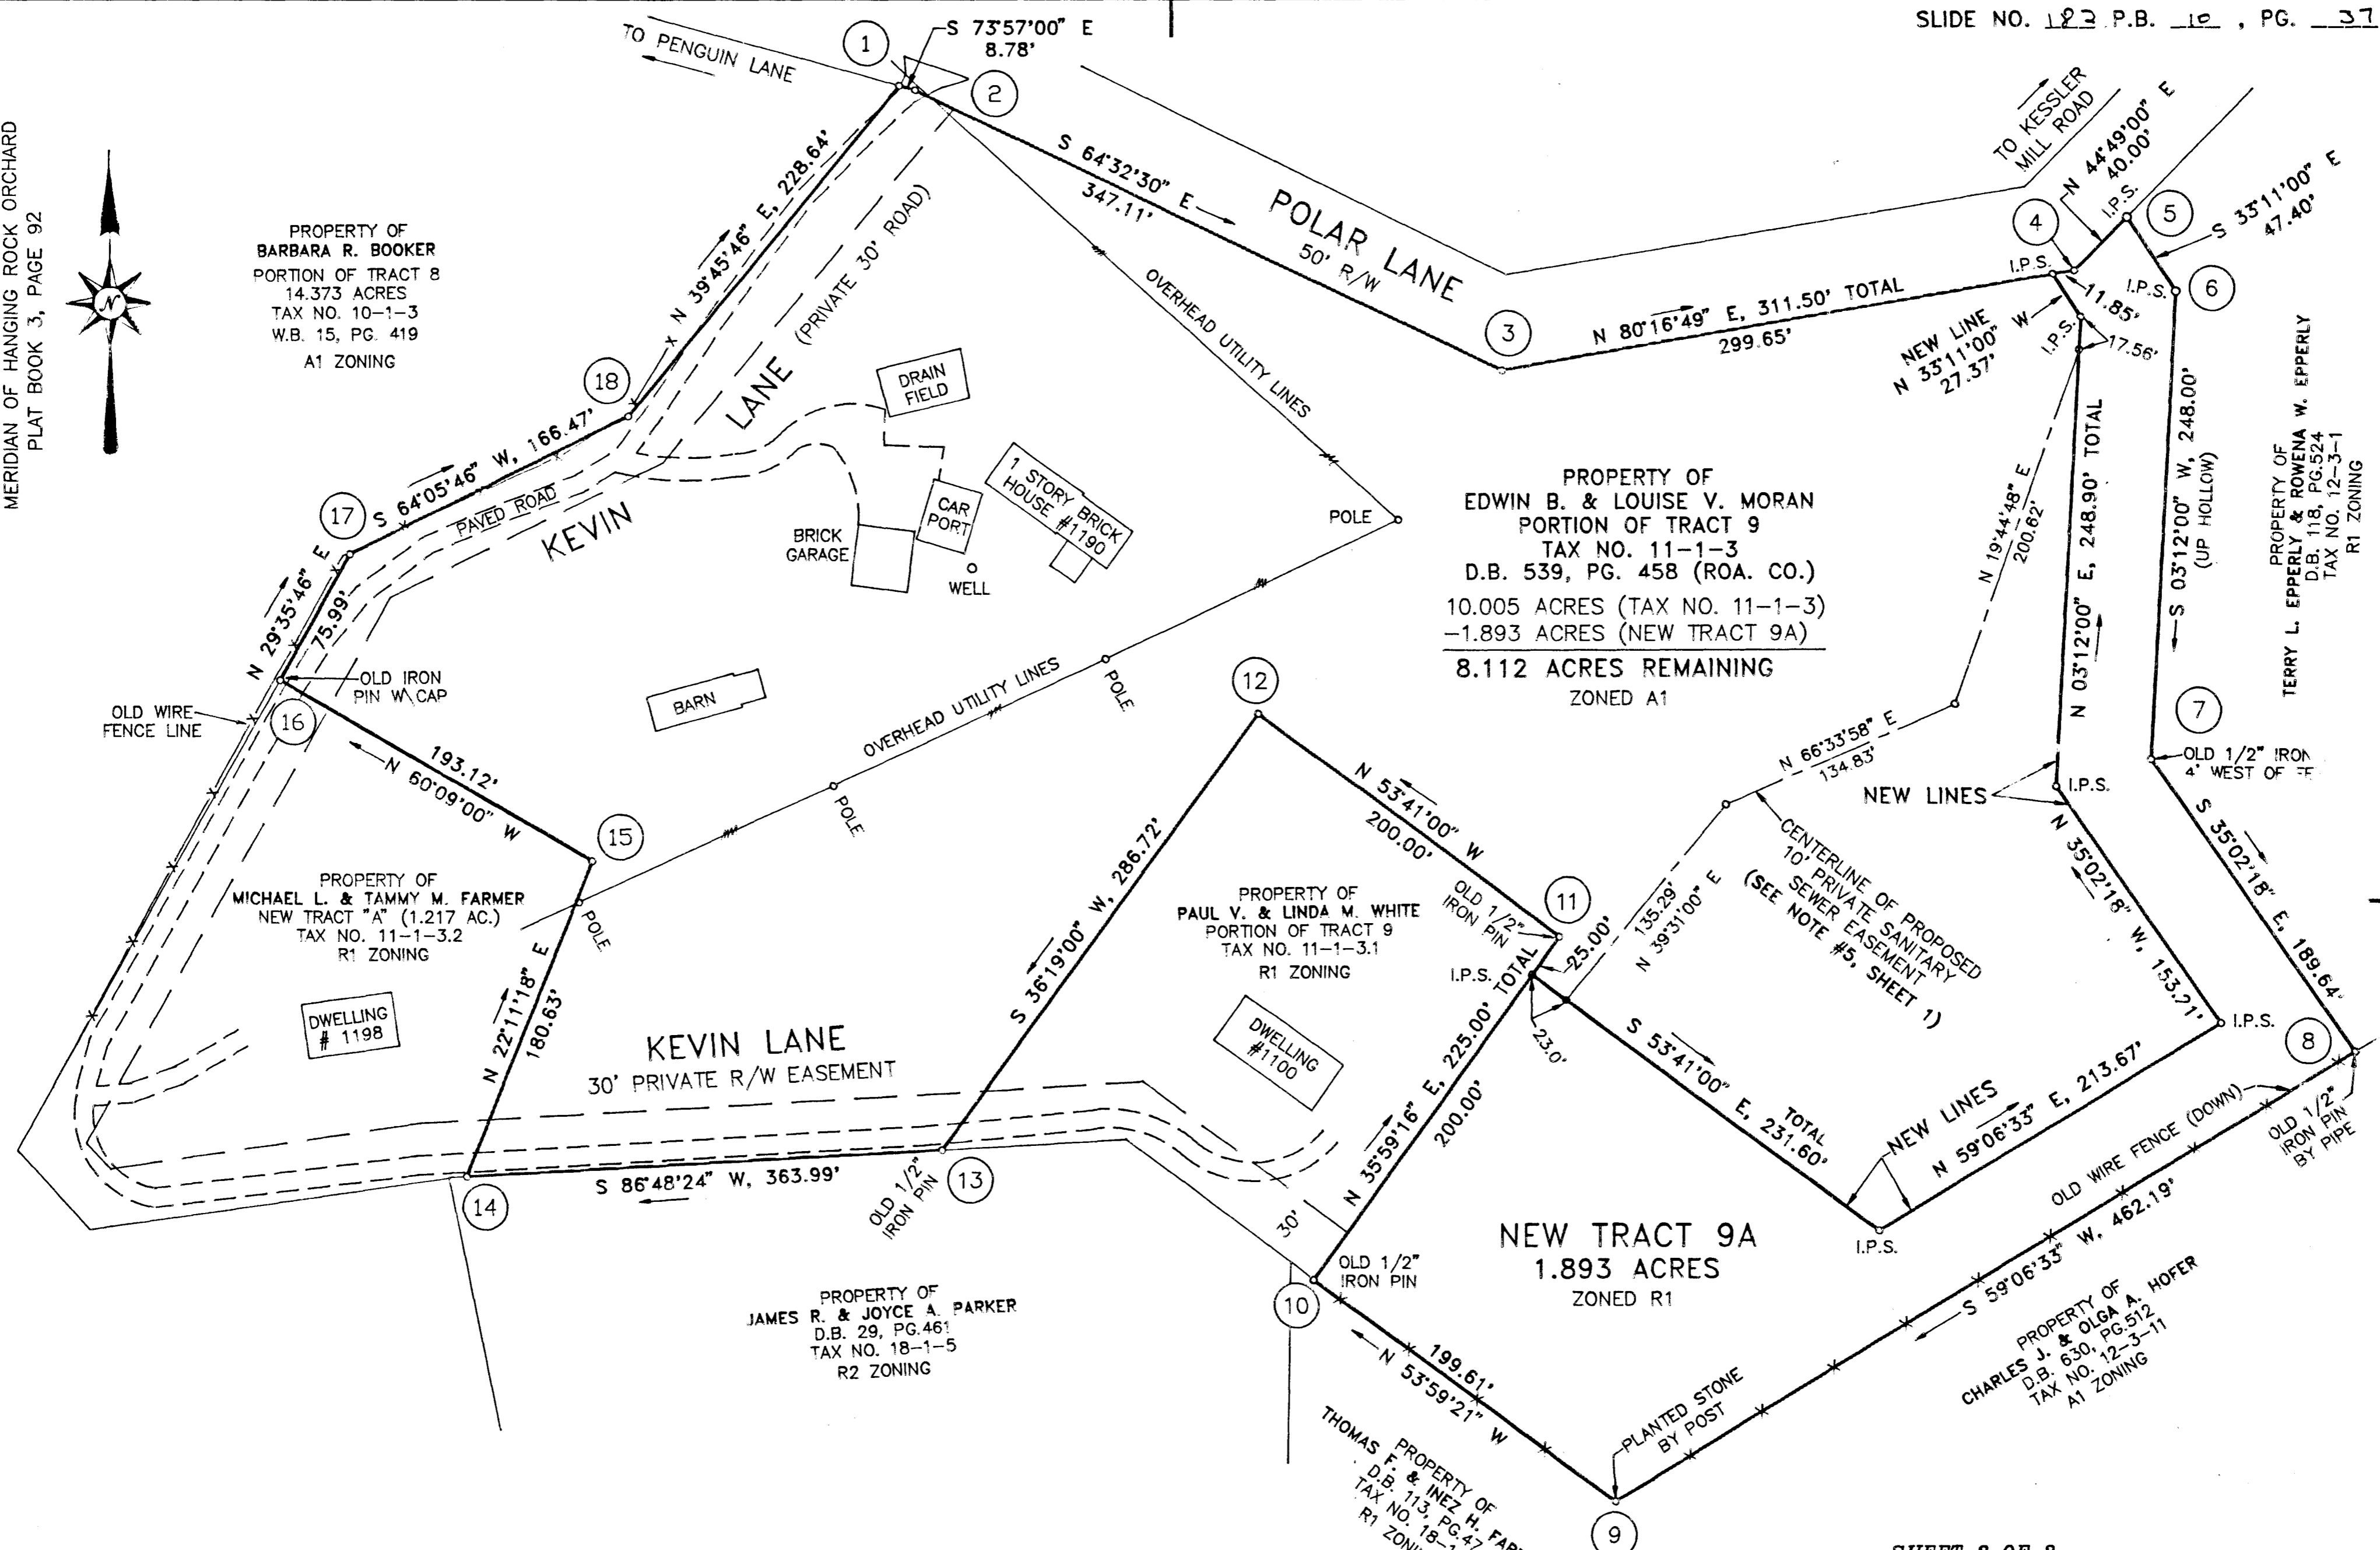 SLIDE NO. 183 P.B. 10 , PG. 37
MERIDIAN OF HANGING ROCK ORCHARD
PLAT BOOK 3, PAGE 92
N
TO PENGUIN LANE
1
S 73°57'00" E
8.78'
2
PROPERTY OF
BARBARA R. BOOKER
PORTION OF TRACT 8
14.373 ACRES
TAX NO. 10-1-3
W.B. 15, PG. 419
A1 ZONING
N 39°45'46" E, 228.64'
LANE (PRIVATE 30' ROAD)
S 64°32'30" E
347.11'
POLAR LANE
50' R/W
OVERHEAD UTILITY LINES
3
N 80°16'49" E, 311.50' TOTAL
299.65'
TO KESSLER
MILL ROAD
N 44°49'00" E
40.00'
I.P.S.
4
5
S 33°11'00" E
47.40'
I.P.S.
I.P.S.
6
11.85'
NEW LINE
N 33°11'00" W
27.37'
I.P.S.
17.56'
18
DRAIN
FIELD
S 64°05'46" W, 166.47'
PAVED ROAD
KEVIN
17
N 29°35'46" E
75.99'
1 STORY BRICK
HOUSE #1190
CAR
PORT
BRICK
GARAGE
WELL
POLE
PROPERTY OF
EDWIN B. & LOUISE V. MORAN
PORTION OF TRACT 9
TAX NO. 11-1-3
D.B. 539, PG. 458 (ROA. CO.)
10.005 ACRES (TAX NO. 11-1-3)
-1.893 ACRES (NEW TRACT 9A)
8.112 ACRES REMAINING
ZONED A1
N 19°44'48" E
200.62'
N 03°12'00" E, 248.90' TOTAL
S 03°12'00" W, 248.00'
(UP HOLLOW)
PROPERTY OF
TERRY L. EPPERLY & ROWENA W. EPPERLY
D.B. 118, PG.524
TAX NO. 12-3-1
R1 ZONING
OLD IRON
PIN W\CAP
OLD WIRE
FENCE LINE
16
BARN
OVERHEAD UTILITY LINES
POLE
POLE
193.12'
N 60°09'00" W
15
12
7
OLD 1/2" IRON
4' WEST OF
N 66°33'58" E
134.83'
NEW LINES
I.P.S.
N 53°41'00" W
200.00'
S 36°19'00" W, 286.72'
CENTERLINE OF PROPOSED
10' PRIVATE SANITARY
SEWER EASEMENT
(SEE NOTE #5, SHEET 1)
N 35°02'18" W, 153.21'
S 35°02'18" E, 189.64'
PROPERTY OF
MICHAEL L. & TAMMY M. FARMER
NEW TRACT "A" (1.217 AC.)
TAX NO. 11-1-3.2
R1 ZONING
POLE
N 22°11'18" E
180.63'
PROPERTY OF
PAUL V. & LINDA M. WHITE
PORTION OF TRACT 9
TAX NO. 11-1-3.1
R1 ZONING
OLD 1/2"
IRON PIN
11
25.00'
I.P.S.
135.29'
N 39°31'00" E
23.0'
DWELLING
# 1198
KEVIN LANE
30' PRIVATE R/W EASEMENT
DWELLING
#1100
N 35°59'16" E, 225.00' TOTAL
200.00'
S 53°41'00" E, 231.60'
TOTAL
I.P.S.
8
NEW LINES
N 59°06'33" E, 213.67'
I.P.S.
OLD WIRE FENCE (DOWN)
OLD 1/2"
IRON PIN
BY PIPE
S 86°48'24" W, 363.99'
14
OLD 1/2"
IRON PIN
13
30'
OLD 1/2"
IRON PIN
10
NEW TRACT 9A
1.893 ACRES
ZONED R1
S 59°06'33" W, 462.19'
PROPERTY OF
CHARLES J. & OLGA A. HOFER
D.B. 630, PG.512
TAX NO. 12-3-11
A1 ZONING
PROPERTY OF
JAMES R. & JOYCE A. PARKER
D.B. 29, PG.461
TAX NO. 18-1-5
R2 ZONING
199.61'
N 53°59'21" W
PLANTED STONE
BY POST
PROPERTY OF
THOMAS F. & INEZ H.
D.B. 113, PG.47
TAX NO. 18-1
R1
9